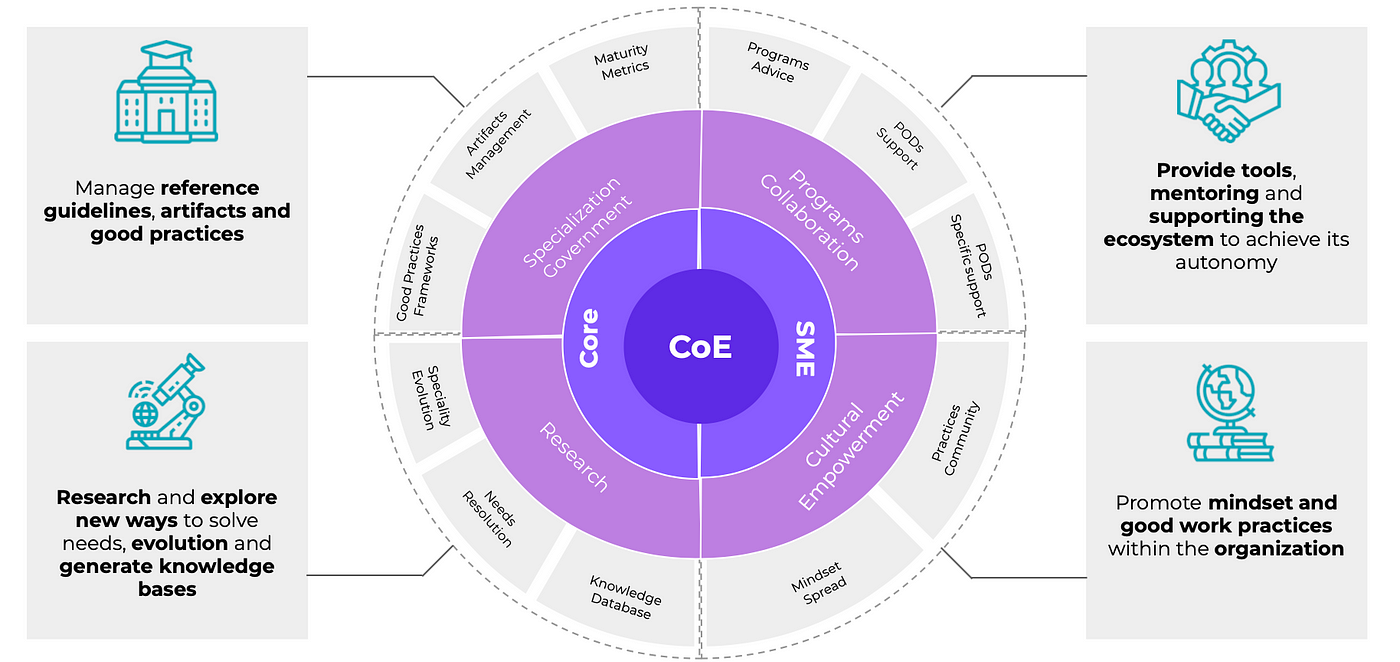 Manage reference
guidelines, artifacts and
good practices
Research and explore
new ways to solve
needs, evolution and
generate knowledge
bases
Maturity
Metrics
Artifacts
Management
Good Practices
Frameworks
Speciality
Evolution
Needs
Resolution
Knowledge
Database
Specialization
Government
Research
Core
CoE
SME
Programs
Collaboration
Cultural
Empowerment
Programs
Advice
PODs
Support
PODs
Specific support
Practices
Community
Mindset
Spread
Provide tools,
mentoring and
supporting the
ecosystem to achieve its
autonomy
Promote mindset and
good work practices
within the organization